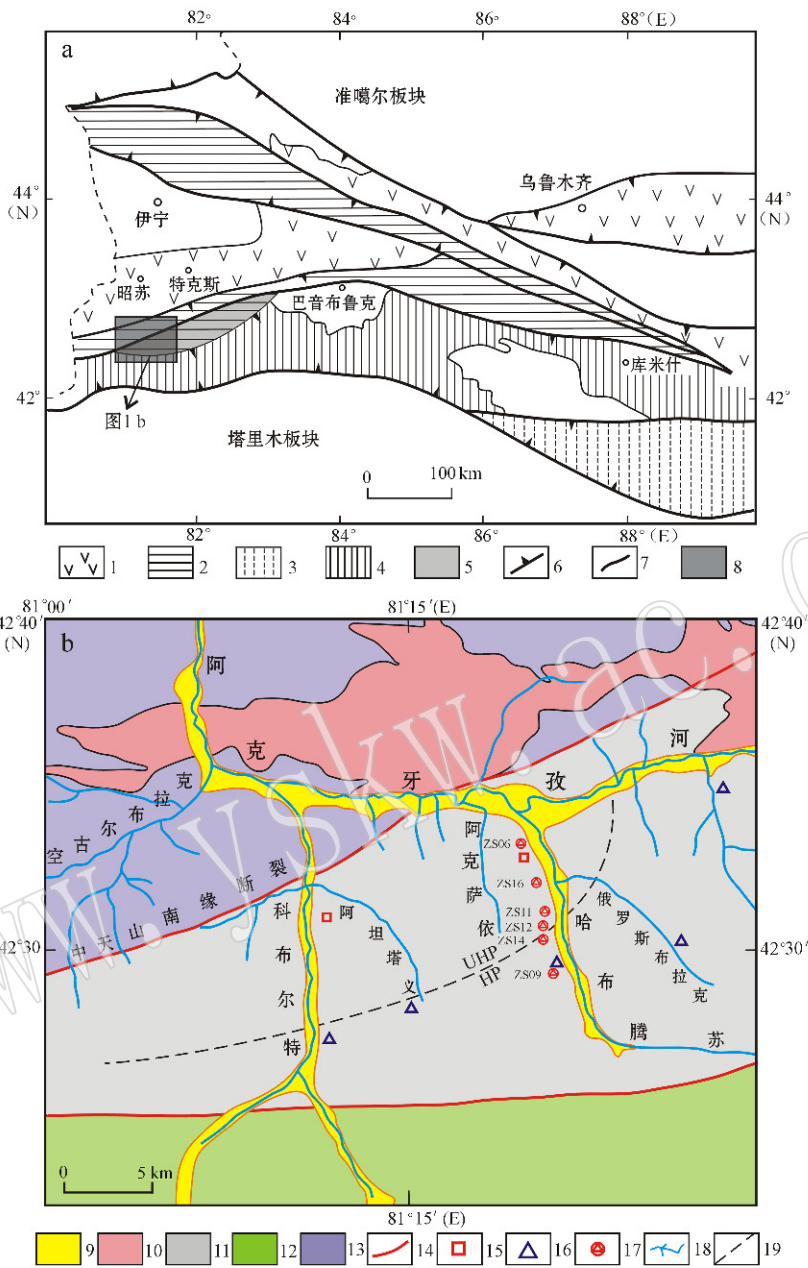 82° 84° 86° 88°(E)
a
准噶尔板块
乌鲁木齐
44°
(N)
44°
(N)
伊宁
特克斯
昭苏
巴音布鲁克
库米什
42°
42°
图1 b
塔里木板块
0 100 km
82° 84° 86° 88°(E)
1 2 3 4 5 6 7 8
81°00′ 81°15′(E)
42°40′
(N)
42°40′
(N)
b
阿克牙孜河
空古尔布拉克
中天山南缘断裂
科布尔特
阿坦塔义
阿克萨依
哈布腾苏
俄罗斯布拉克
ZS06
ZS16
ZS11
ZS12
ZS14
ZS09
UHP
HP
42°30′
42°30′
0 5 km
81°15′(E)
9 10 11 12 13 14 15 16 17 18 19